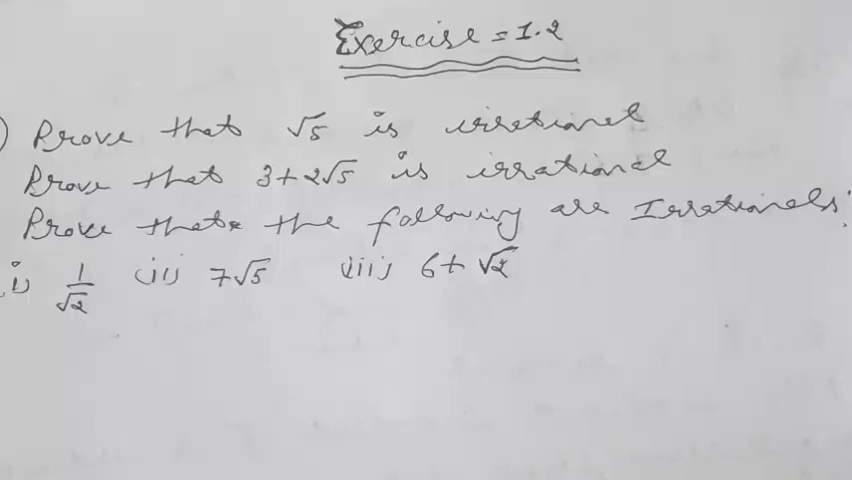 Exercise = 1.2
) Prove that √5 is irrational
Prove that 3+2√5 is irrational
Prove that the following are Irrationals:
i) 1/√2 (ii) 7√5 (iii) 6+√2